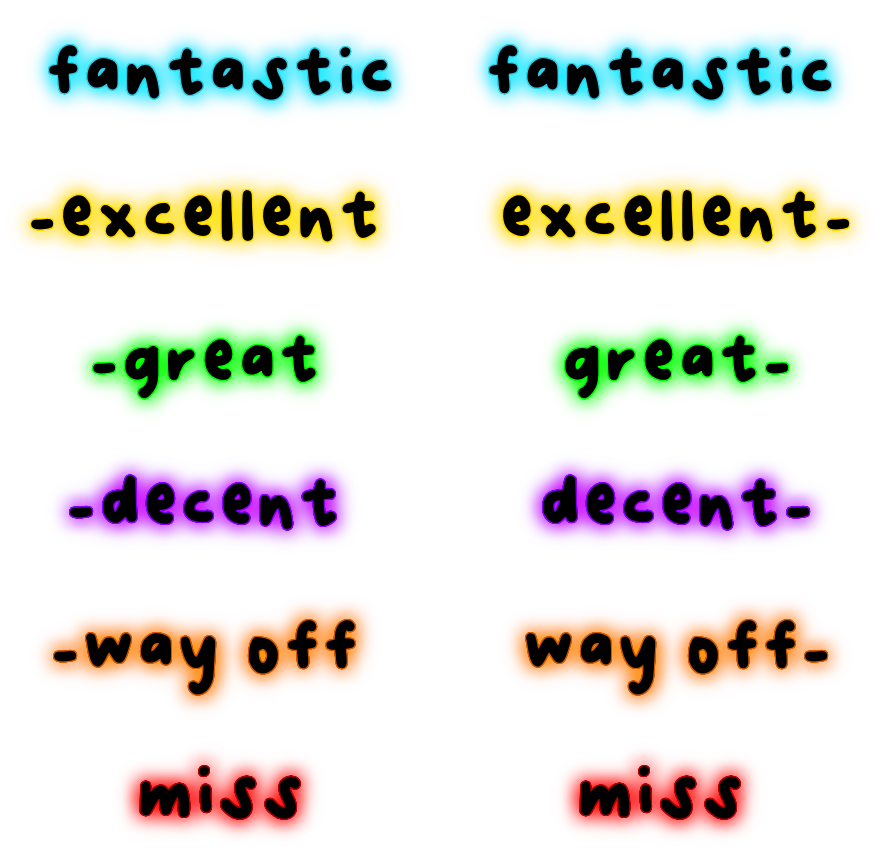 fantastic fantastic
-excellent excellent-
-great great-
-decent decent-
-way off way off-
miss miss